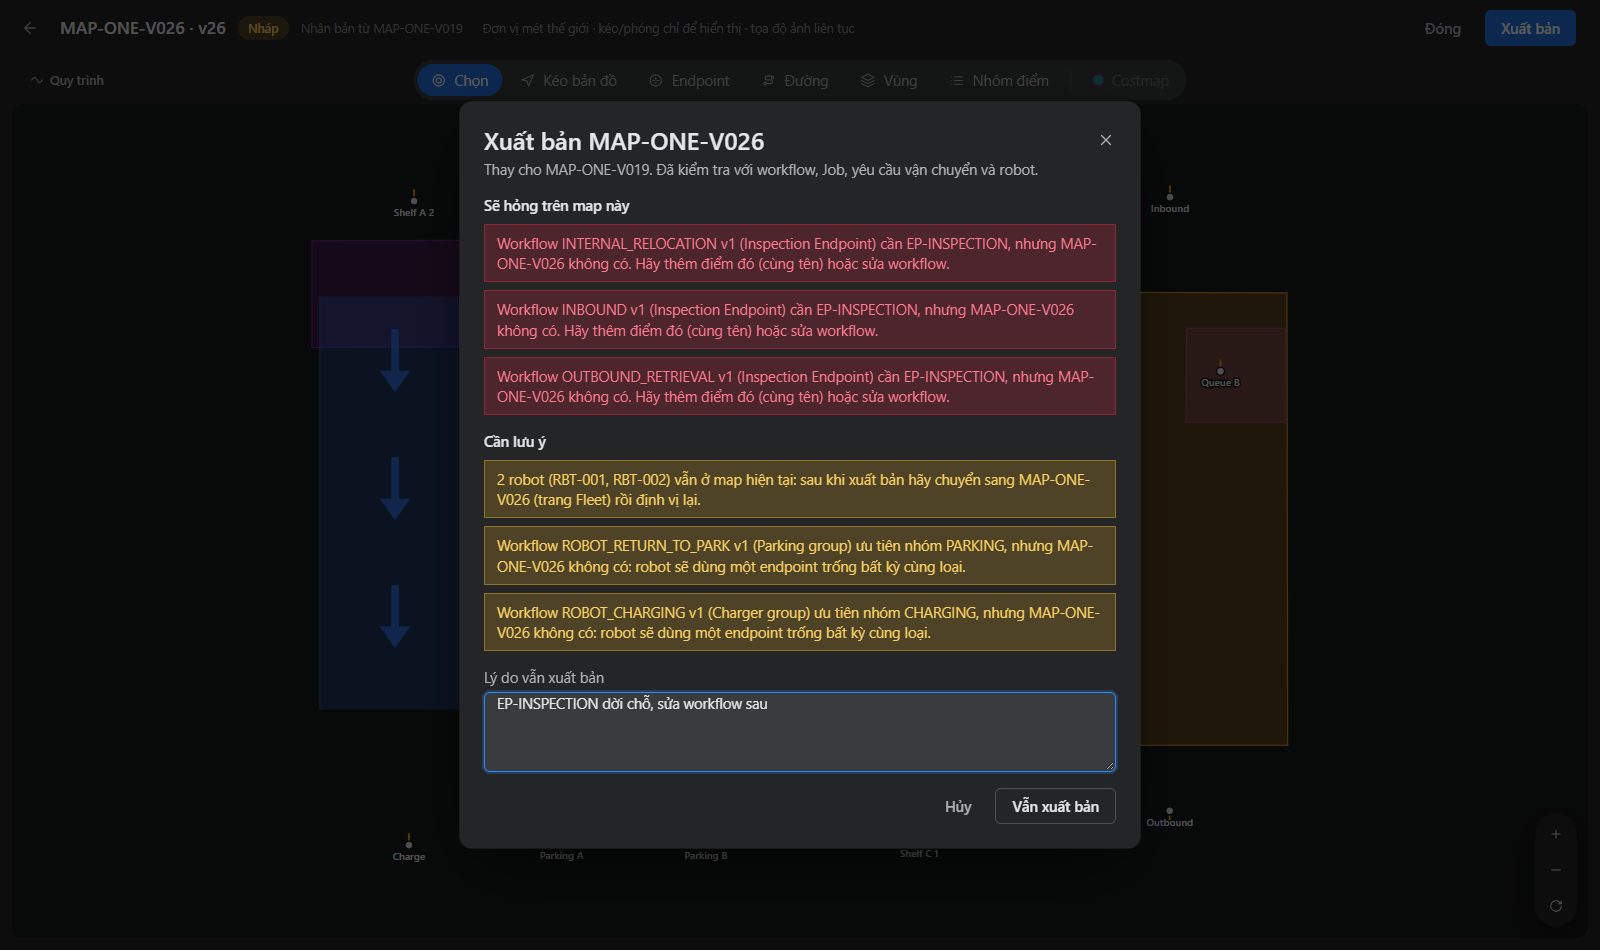 MAP-ONE-V026 · v26
Nháp
Nhân bản từ MAP-ONE-V019
Đơn vị mét thế giới · kéo/phóng chỉ để hiển thị · tọa độ ảnh liên tục
Đóng
Xuất bản
Quy trình
Chọn
Kéo bản đồ
Endpoint
Đường
Vùng
Nhóm điểm
Costmap
Xuất bản MAP-ONE-V026
Thay cho MAP-ONE-V019. Đã kiểm tra với workflow, Job, yêu cầu vận chuyển và robot.
Sẽ hỏng trên map này
Workflow INTERNAL_RELOCATION v1 (Inspection Endpoint) cần EP-INSPECTION, nhưng MAP-
ONE-V026 không có. Hãy thêm điểm đó (cùng tên) hoặc sửa workflow.
Workflow INBOUND v1 (Inspection Endpoint) cần EP-INSPECTION, nhưng MAP-ONE-V026
không có. Hãy thêm điểm đó (cùng tên) hoặc sửa workflow.
Workflow OUTBOUND_RETRIEVAL v1 (Inspection Endpoint) cần EP-INSPECTION, nhưng MAP-
ONE-V026 không có. Hãy thêm điểm đó (cùng tên) hoặc sửa workflow.
Cần lưu ý
2 robot (RBT-001, RBT-002) vẫn ở map hiện tại: sau khi xuất bản hãy chuyển sang MAP-ONE-
V026 (trang Fleet) rồi định vị lại.
Workflow ROBOT_RETURN_TO_PARK v1 (Parking group) ưu tiên nhóm PARKING, nhưng MAP-
ONE-V026 không có: robot sẽ dùng một endpoint trống bất kỳ cùng loại.
Workflow ROBOT_CHARGING v1 (Charger group) ưu tiên nhóm CHARGING, nhưng MAP-ONE-
V026 không có: robot sẽ dùng một endpoint trống bất kỳ cùng loại.
Lý do vẫn xuất bản
EP-INSPECTION dời chỗ, sửa workflow sau
Hủy
Vẫn xuất bản
Shelf A 2
Inbound
Queue B
Outbound
Charge
Parking A
Parking B
Shelf C 1